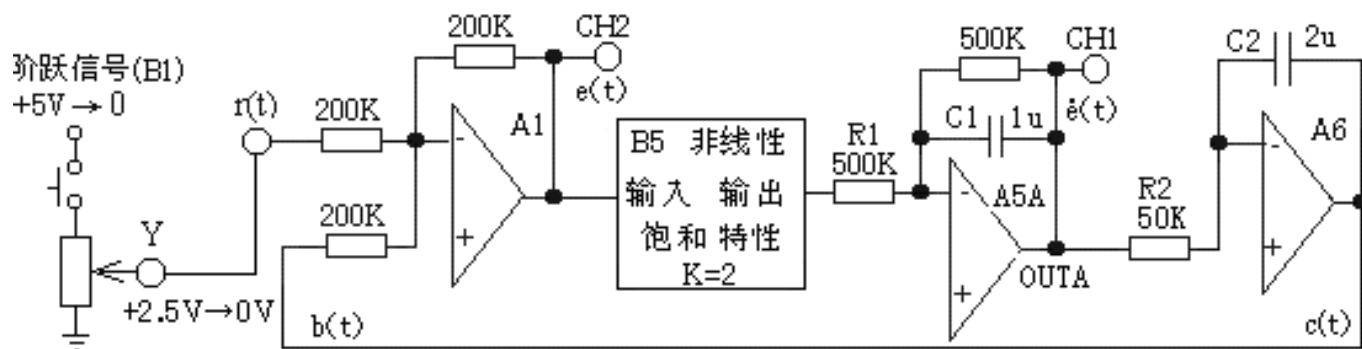 阶跃信号(B1)
+5V→0
r(t)
200K
200K
Y
+2.5V→0V
200K
b(t)
CH2
e(t)
A1
-
+
B5 非线性
输入 输出
饱和特性
K=2
R1
500K
500K
CH1
ė(t)
C1
1u
A5A
-
+
OUTA
R2
50K
C2
2u
A6
-
+
c(t)